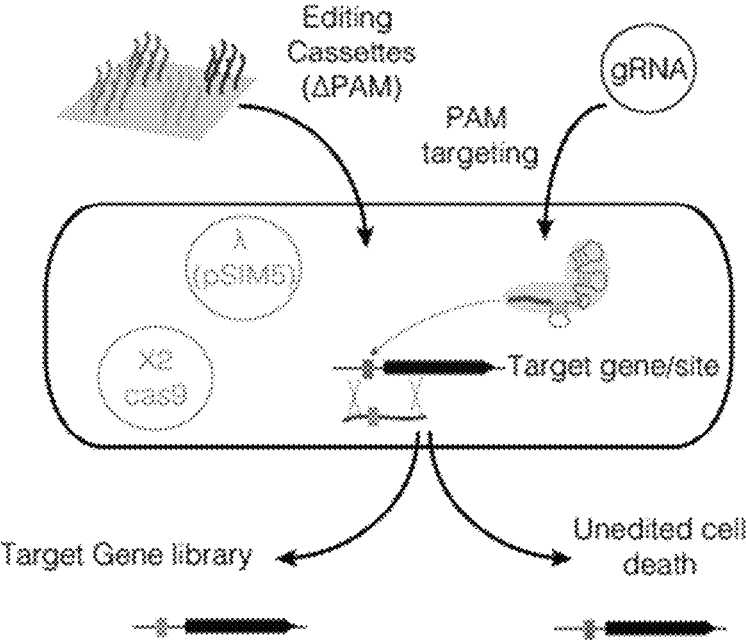 Editing
Cassettes
(ΔPAM)
gRNA
PAM
targeting
λ
(pSIM5)
X2
cas9
Target gene/site
Target Gene library
Unedited cell
death